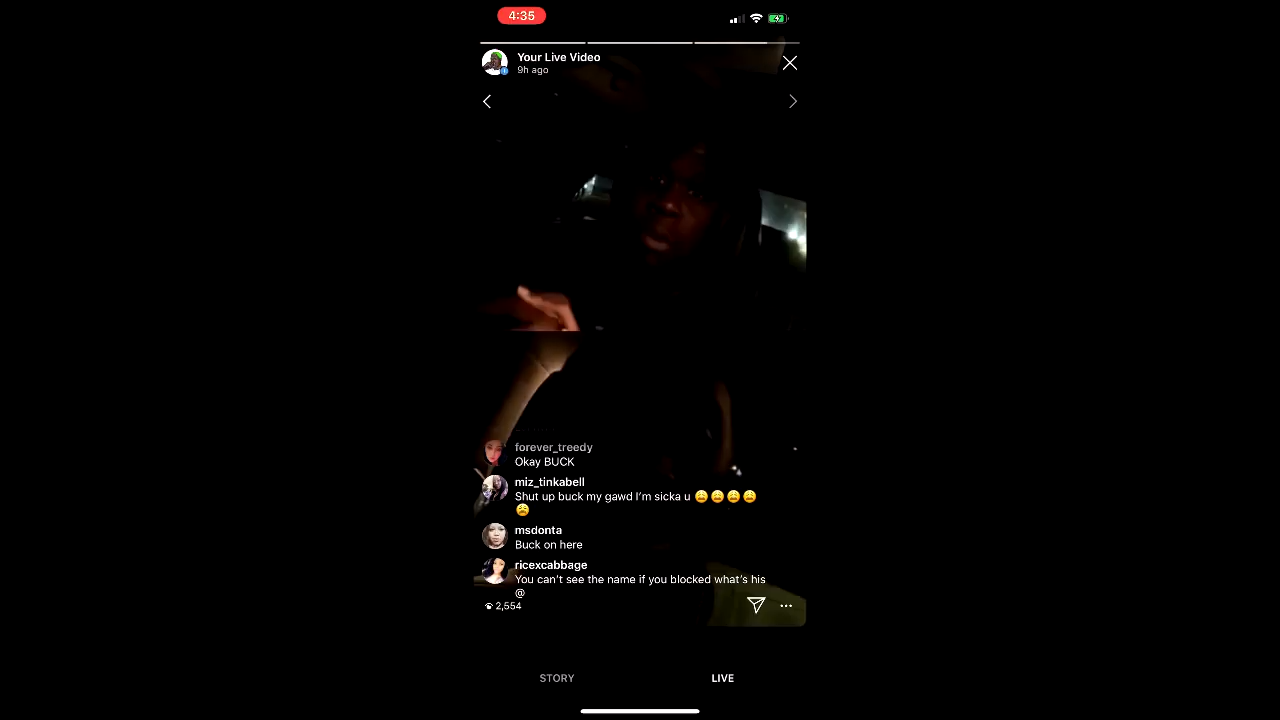 4:35
Your Live Video
9h ago
forever_treedy
Okay BUCK
miz_tinkabell
Shut up buck my gawd I'm sicka u 😩😩😩😩
😩
msdonta
Buck on here
ricexcabbage
You can't see the name if you blocked what's his
@
2,554
STORY
LIVE